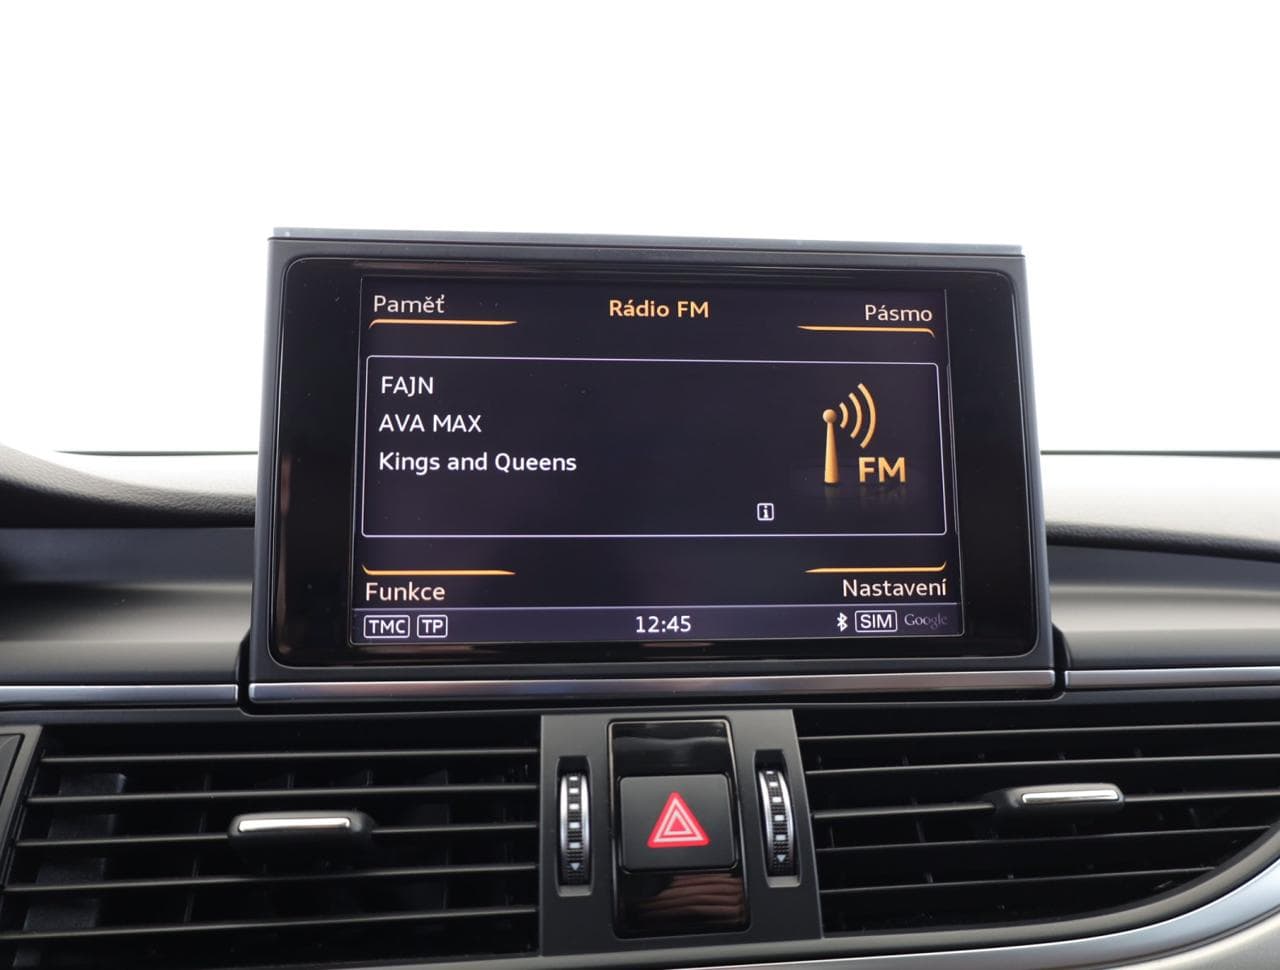 Paměť
Rádio FM
Pásmo
FAJN
AVA MAX
Kings and Queens
FM
i
Funkce
Nastavení
TMC TP
12:45
SIM Google